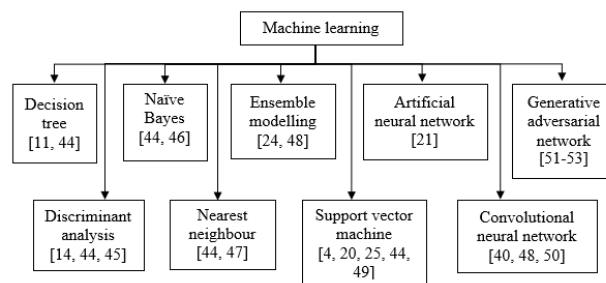 Machine learning
Decision
tree
[11, 44]
Naïve
Bayes
[44, 46]
Ensemble
modelling
[24, 48]
Artificial
neural network
[21]
Generative
adversarial
network
[51-53]
Discriminant
analysis
[14, 44, 45]
Nearest
neighbour
[44, 47]
Support vector
machine
[4, 20, 25, 44,
49]
Convolutional
neural network
[40, 48, 50]